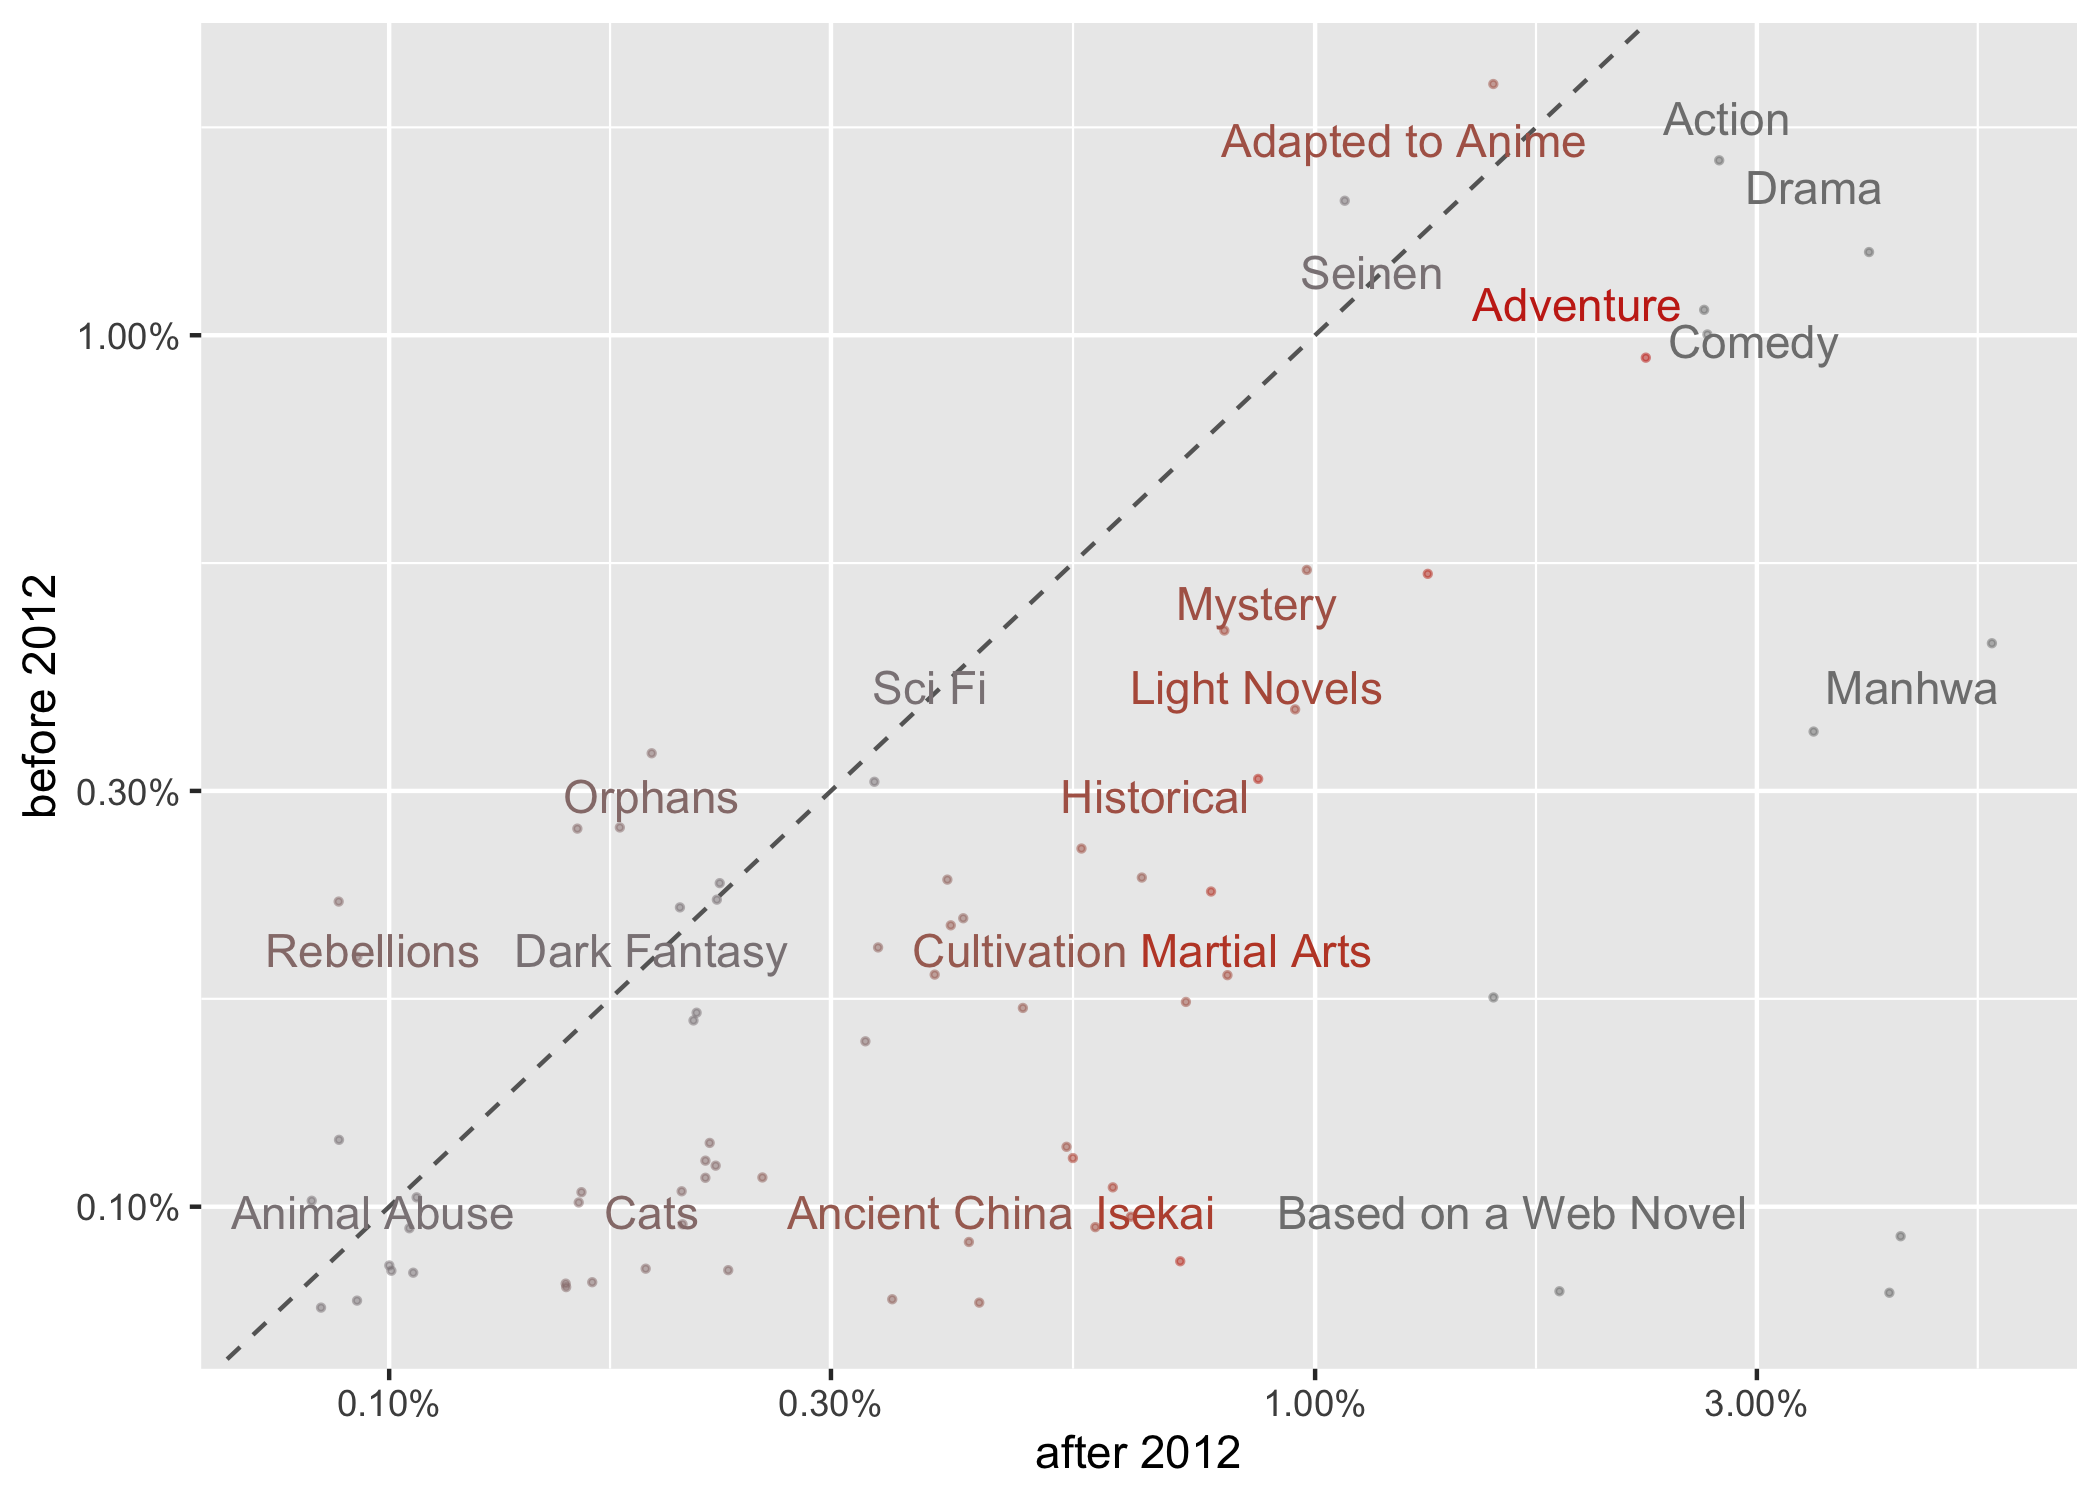 Action
Adapted to Anime
Drama
Seinen
Adventure
1.00%
Comedy
Mystery
Sci Fi
Light Novels
Manhwa
before 2012
0.30%
Orphans
Historical
Rebellions
Dark Fantasy
Cultivation
Martial Arts
0.10%
Animal Abuse
Cats
Ancient China
Isekai
Based on a Web Novel
0.10%
0.30%
1.00%
3.00%
after 2012